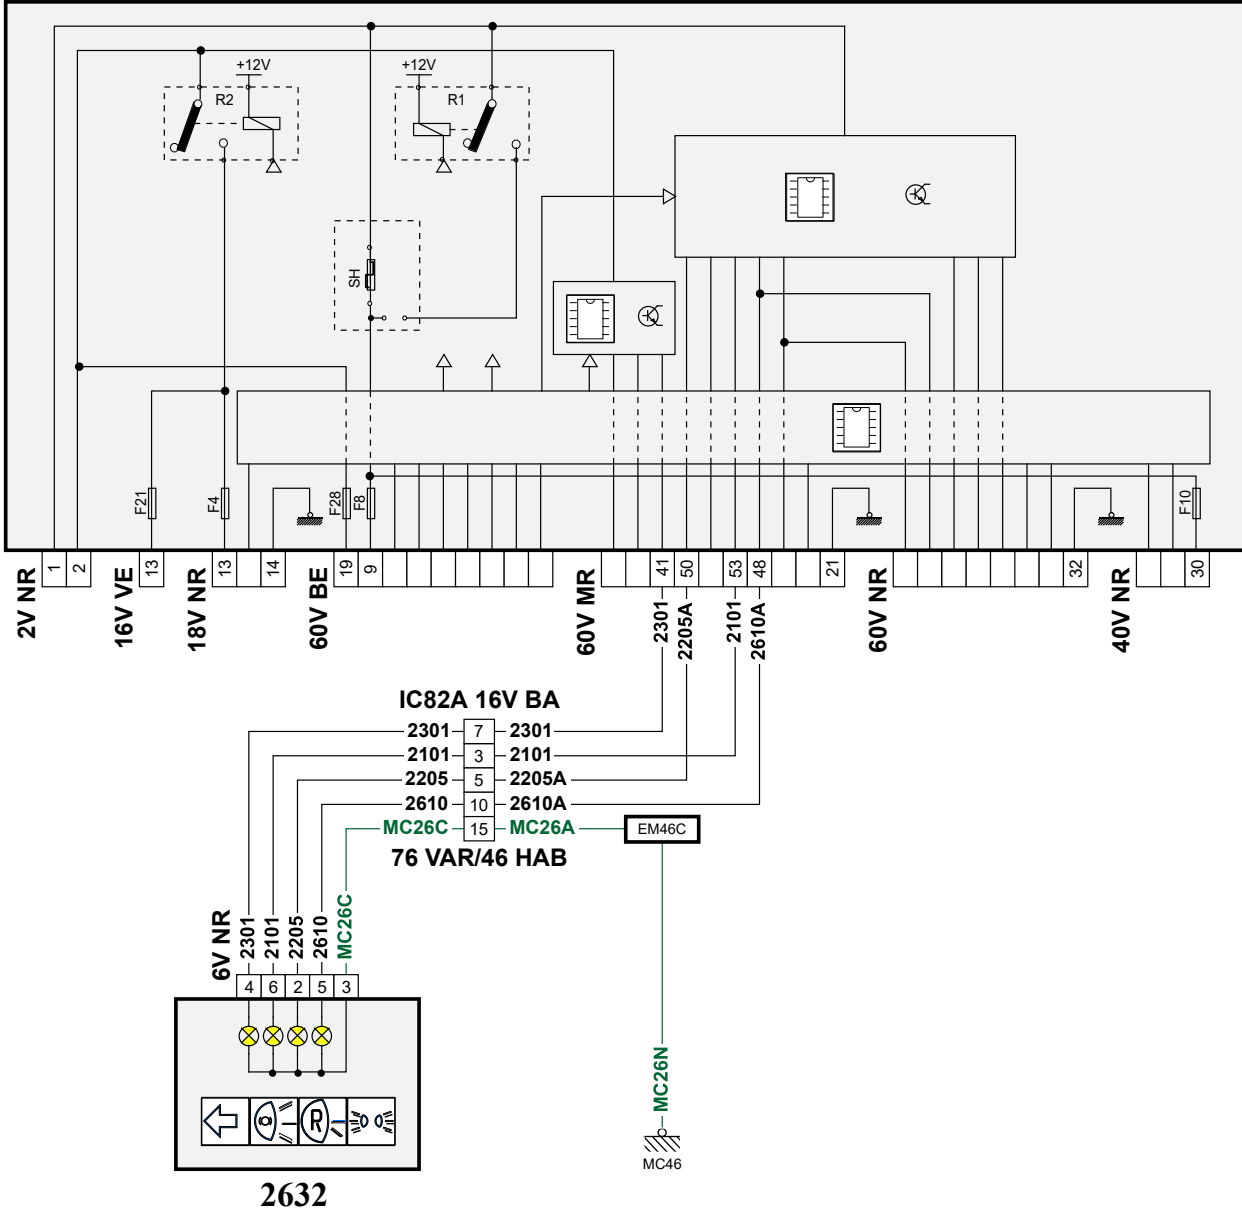 +12V
+12V
R2
R1
SH
F21
F4
F28
F8
F10
2V NR
1
2
16V VE
13
18V NR
13
14
60V BE
19
9
60V MR
41
50
53
48
21
60V NR
32
40V NR
30
2301
2205A
2101
2610A
IC82A 16V BA
2301 7 2301
2101 3 2101
2205 5 2205A
2610 10 2610A
MC26C 15 MC26A
EM46C
76 VAR/46 HAB
6V NR
2301
2101
2205
2610
MC26C
4 6 2 5 3
R
MC26N
MC46
2632